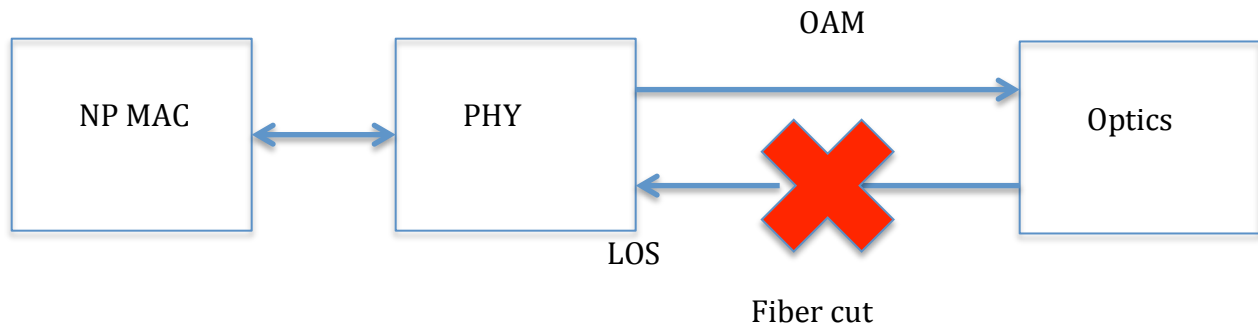 OAM
NP MAC
PHY
Optics
LOS
Fiber cut